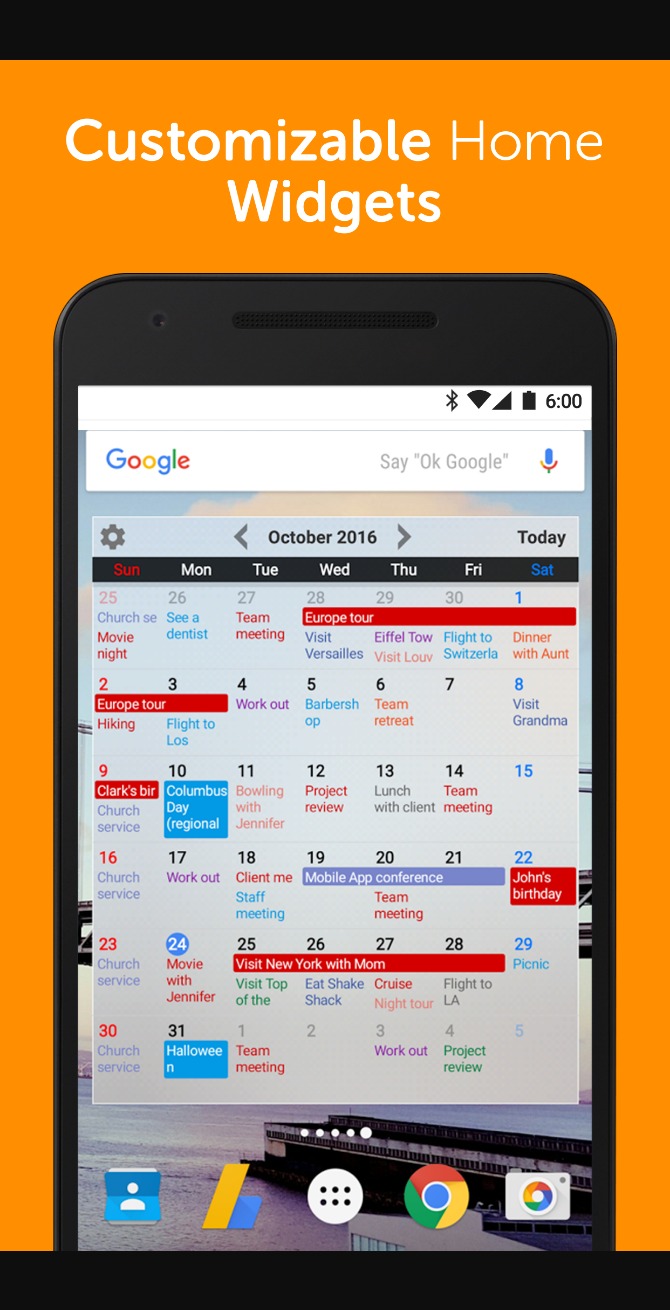 Customizable Home
Widgets
6:00
Google
Say "Ok Google"
October 2016
Today
Sun Mon Tue Wed Thu Fri Sat
25 26 27 28 29 30 1
Church se
Movie
night
See a
dentist
Team
meeting
Europe tour
Visit
Versailles
Eiffel Tow
Visit Louv
Flight to
Switzerla
Dinner
with Aunt
2 3 4 5 6 7 8
Europe tour
Hiking
Flight to
Los
Work out
Barbersh
op
Team
retreat
Visit
Grandma
9 10 11 12 13 14 15
Clark's bir
Church
service
Columbus
Day
(regional
Bowling
with
Jennifer
Project
review
Lunch
with client
Team
meeting
16 17 18 19 20 21 22
Church
service
Work out
Client me
Staff
meeting
Mobile App conference
Team
meeting
John's
birthday
23 24 25 26 27 28 29
Church
service
Movie
with
Jennifer
Visit New York with Mom
Visit Top
of the
Eat Shake
Shack
Cruise
Night tour
Flight to
LA
Picnic
30 31 1 2 3 4 5
Church
service
Hallowee
n
Team
meeting
Work out
Project
review